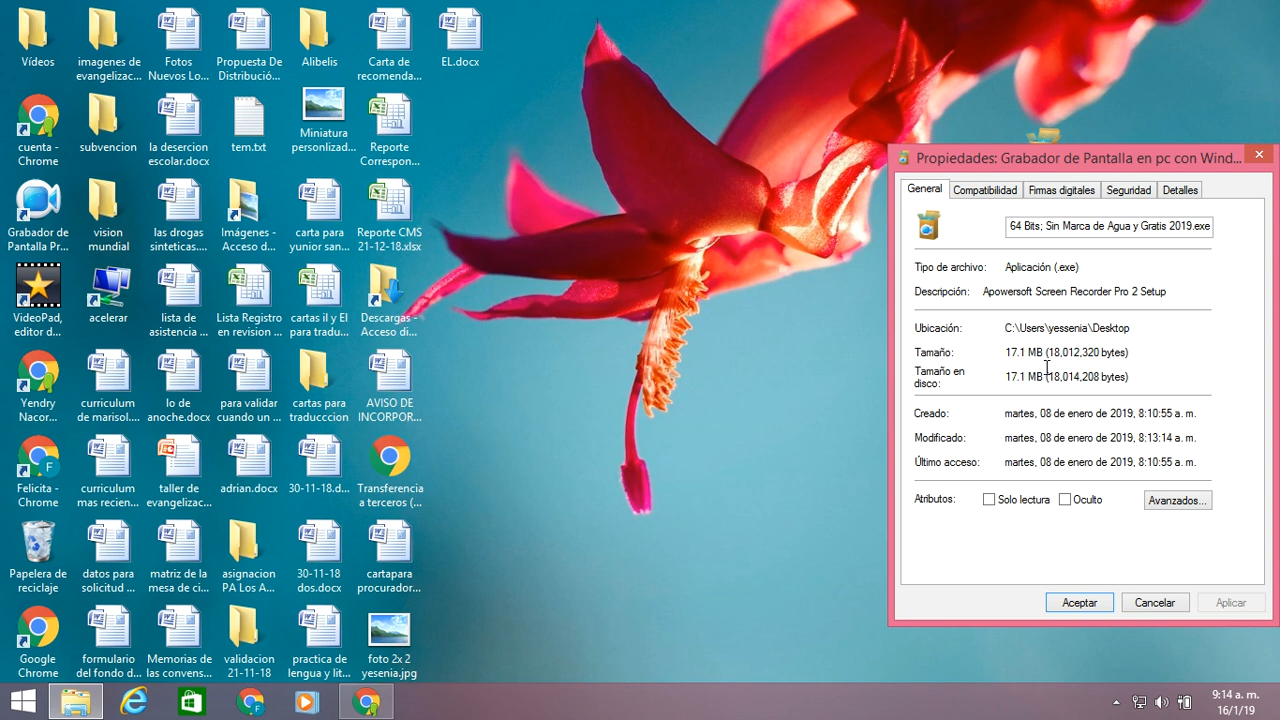 Vídeos
imagenes de
evangelizac...
Fotos
Nuevos Lo...
Propuesta De
Distribució...
Alibelis
Carta de
recomenda...
EL.docx
cuenta -
Chrome
subvencion
la desercion
escolar.docx
tem.txt
Miniatura
personlizad...
Reporte
Correspon...
Grabador de
Pantalla Pr...
vision
mundial
las drogas
sinteticas....
Imágenes -
Acceso d...
carta para
yunior san...
Reporte CMS
21-12-18.xlsx
VideoPad,
editor d...
acelerar
lista de
asistencia ...
Lista Registro
en revision ...
cartas il y El
para tradu...
Descargas -
Acceso di...
Yendry
Nacor...
curriculum
de marisol...
lo de
anoche.docx
para validar
cuando un ...
cartas para
traducccion
AVISO DE
INCORPOR...
Felicita -
Chrome
curriculum
mas recien...
taller de
evangelizac...
adrian.docx
30-11-18.d...
Transferencia
a terceros (...
Papelera de
reciclaje
datos para
solicitud ...
matriz de la
mesa de ci...
asignacion
PA Los A...
30-11-18
dos.docx
cartapara
procurador...
Google
Chrome
formulario
del fondo d...
Memorias de
las convens...
validacion
21-11-18
practica de
lengua y lit...
foto 2x 2
yesenia.jpg
Propiedades: Grabador de Pantalla en pc con Wind...
General Compatibilidad Firmas digitales Seguridad Detalles
64 Bits; Sin Marca de Agua y Gratis 2019.exe
Tipo de archivo: Aplicación (.exe)
Descripción: Apowersoft Screen Recorder Pro 2 Setup
Ubicación: C:\Users\yessenia\Desktop
Tamaño: 17.1 MB (18,012,320 bytes)
Tamaño en
disco: 17.1 MB (18,014,208 bytes)
Creado: martes, 08 de enero de 2019, 8:10:55 a. m.
Modificado: martes, 08 de enero de 2019, 8:13:14 a. m.
Último acceso: martes, 08 de enero de 2019, 8:10:55 a. m.
Atributos: Solo lectura Oculto Avanzados...
Aceptar Cancelar Aplicar
9:14 a. m.
16/1/19